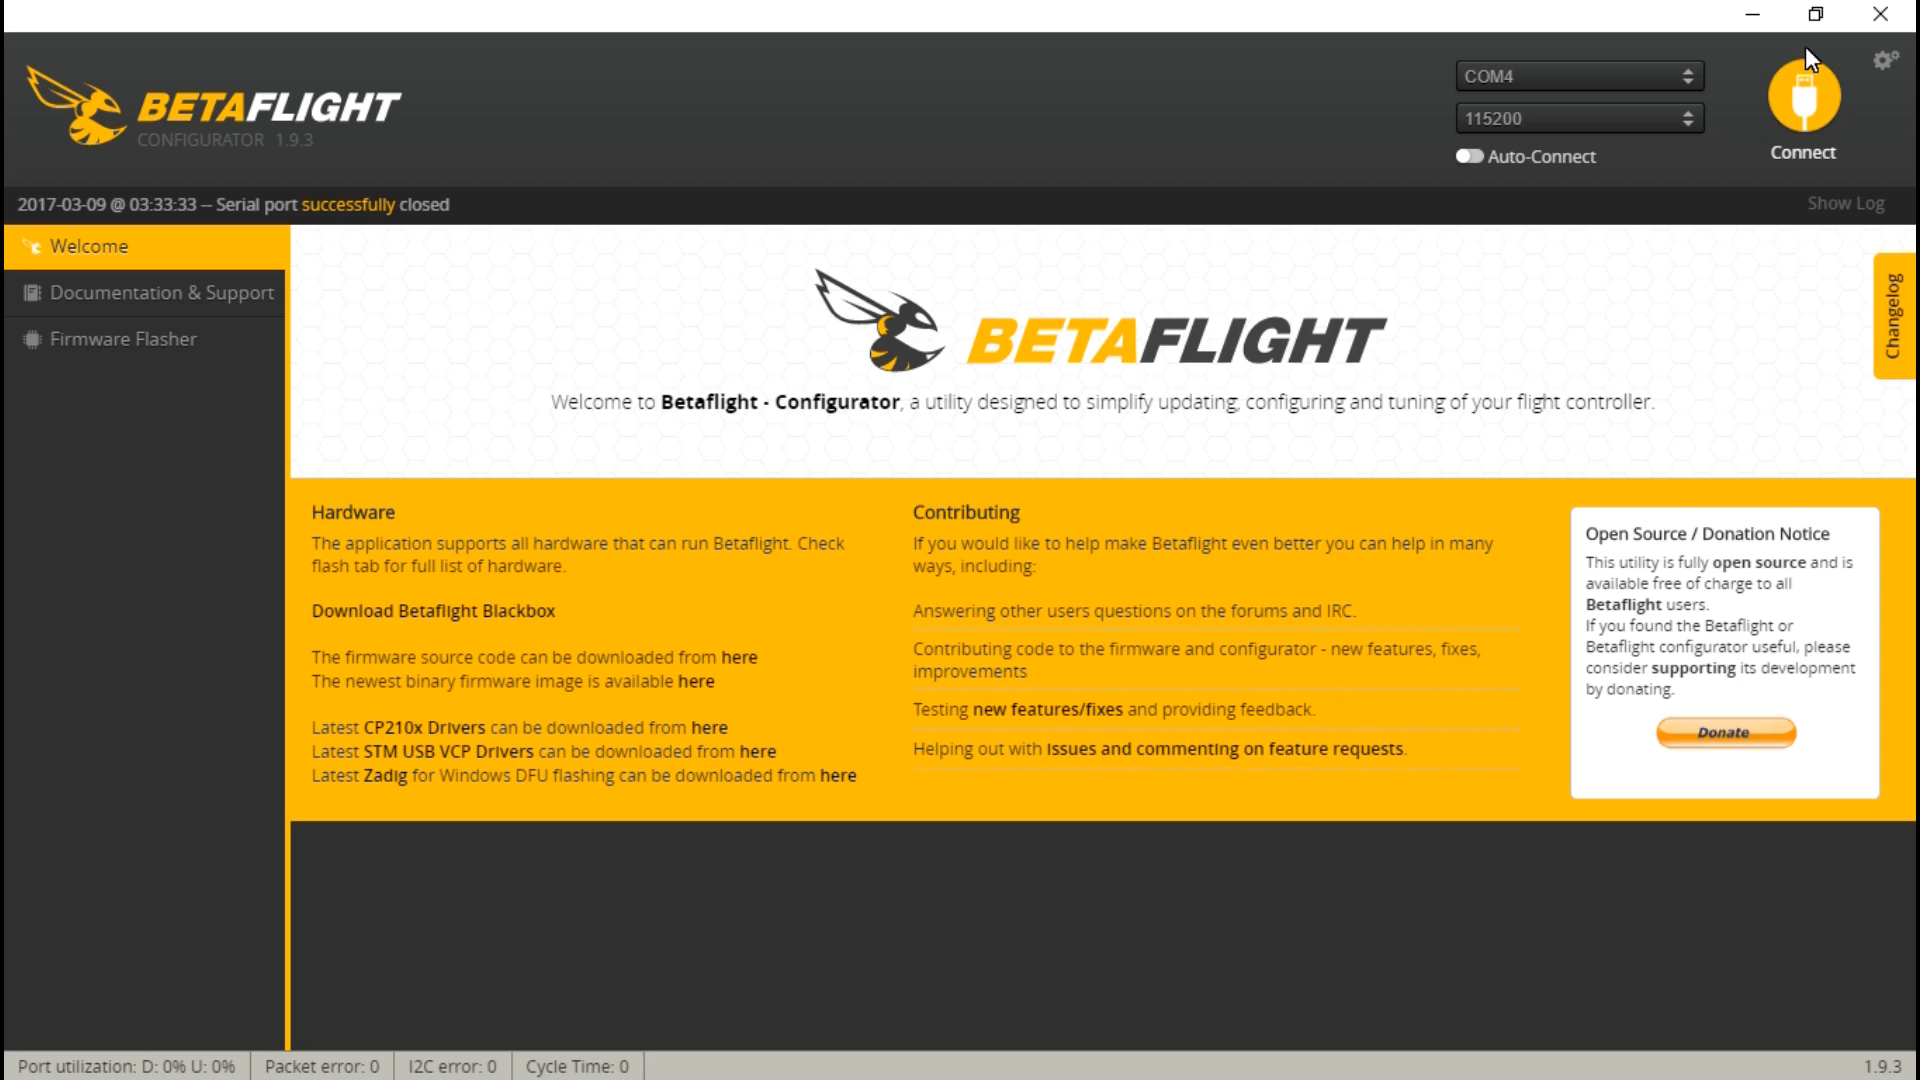 BETAFLIGHT
CONFIGURATOR 1.9.3
COM4
115200
Auto-Connect
Connect
2017-03-09 @ 03:33:33 -- Serial port successfully closed
Show Log
Welcome
Documentation & Support
Firmware Flasher
Changelog
BETAFLIGHT
Welcome to Betaflight - Configurator, a utility designed to simplify updating, configuring and tuning of your flight controller.
Hardware
The application supports all hardware that can run Betaflight. Check
flash tab for full list of hardware.
Download Betaflight Blackbox
The firmware source code can be downloaded from here
The newest binary firmware image is available here
Latest CP210x Drivers can be downloaded from here
Latest STM USB VCP Drivers can be downloaded from here
Latest Zadig for Windows DFU flashing can be downloaded from here
Contributing
If you would like to help make Betaflight even better you can help in many
ways, including:
Answering other users questions on the forums and IRC.
Contributing code to the firmware and configurator - new features, fixes,
improvements
Testing new features/fixes and providing feedback.
Helping out with issues and commenting on feature requests.
Open Source / Donation Notice
This utility is fully open source and is
available free of charge to all
Betaflight users.
If you found the Betaflight or
Betaflight configurator useful, please
consider supporting its development
by donating.
Donate
Port utilization: D: 0% U: 0%
Packet error: 0
I2C error: 0
Cycle Time: 0
1.9.3